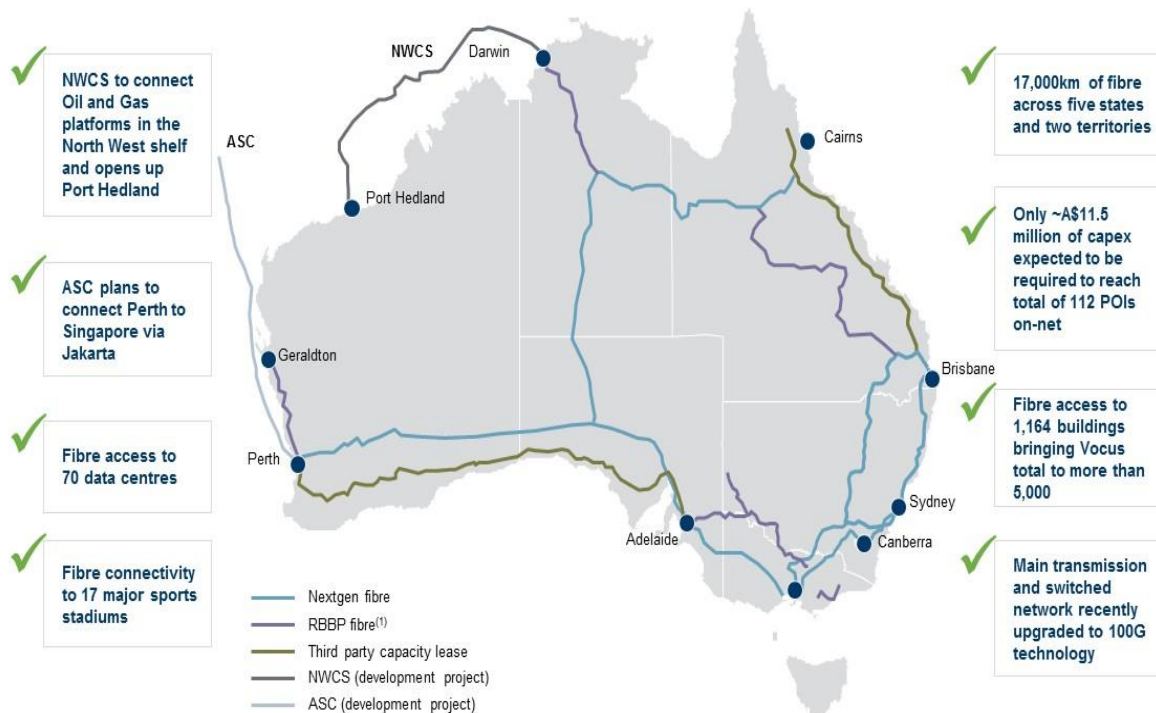 NWCS to connect
Oil and Gas
platforms in the
North West shelf
and opens up
Port Hedland
ASC plans to
connect Perth to
Singapore via
Jakarta
Fibre access to
70 data centres
Fibre connectivity
to 17 major sports
stadiums
NWCS
Darwin
ASC
Port Hedland
Cairns
Geraldton
Brisbane
Perth
Sydney
Adelaide
Canberra
Nextgen fibre
RBBP fibre(1)
Third party capacity lease
NWCS (development project)
ASC (development project)
17,000km of fibre
across five states
and two territories
Only ~A$11.5
million of capex
expected to be
required to reach
total of 112 POIs
on-net
Fibre access to
1,164 buildings
bringing Vocus
total to more than
5,000
Main transmission
and switched
network recently
upgraded to 100G
technology